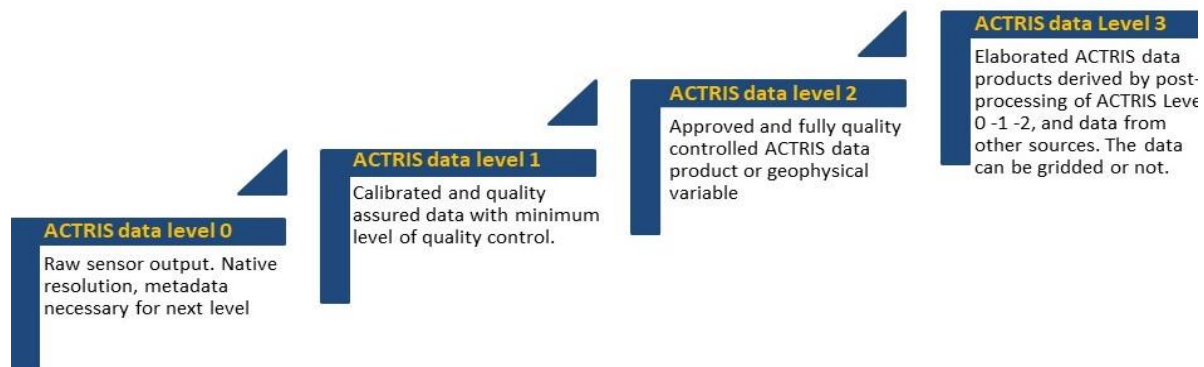 ACTRIS data level 0
Raw sensor output. Native
resolution, metadata
necessary for next level
ACTRIS data level 1
Calibrated and quality
assured data with minimum
level of quality control.
ACTRIS data level 2
Approved and fully quality
controlled ACTRIS data
product or geophysical
variable
ACTRIS data Level 3
Elaborated ACTRIS data
products derived by post-
processing of ACTRIS Leve
0 -1 -2, and data from
other sources. The data
can be gridded or not.